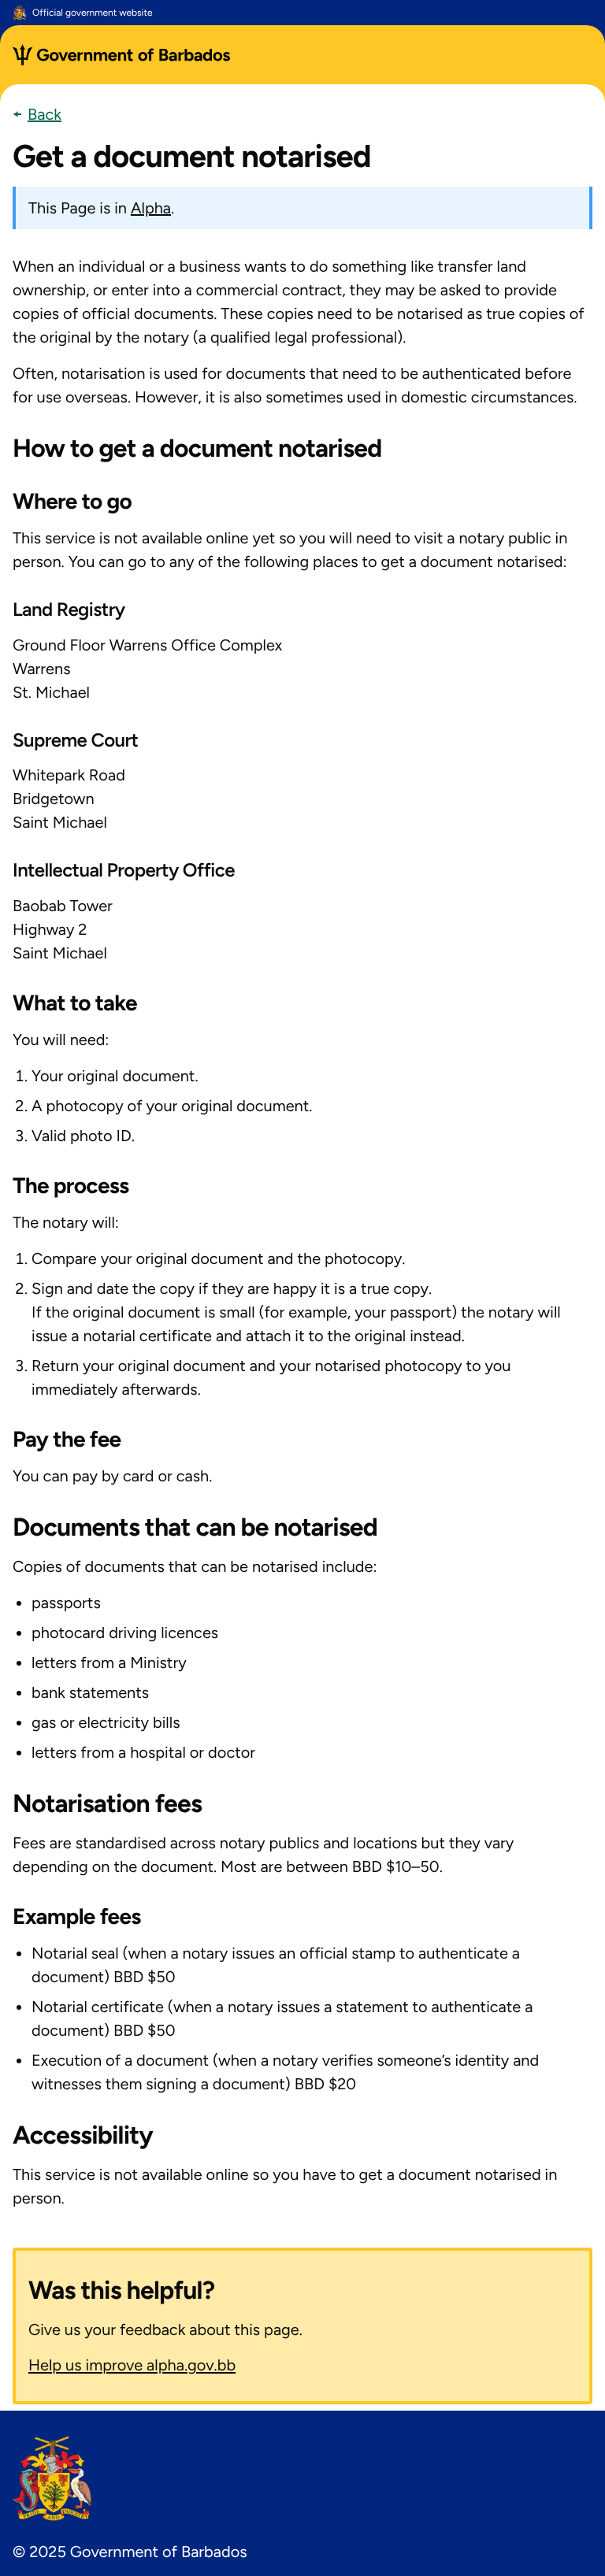 Official government website
Government of Barbados
Back
Get a document notarised
This Page is in Alpha.
When an individual or a business wants to do something like transfer land
ownership, or enter into a commercial contract, they may be asked to provide
copies of official documents. These copies need to be notarised as true copies of
the original by the notary (a qualified legal professional).
Often, notarisation is used for documents that need to be authenticated before
for use overseas. However, it is also sometimes used in domestic circumstances.
How to get a document notarised
Where to go
This service is not available online yet so you will need to visit a notary public in
person. You can go to any of the following places to get a document notarised:
Land Registry
Ground Floor Warrens Office Complex
Warrens
St. Michael
Supreme Court
Whitepark Road
Bridgetown
Saint Michael
Intellectual Property Office
Baobab Tower
Highway 2
Saint Michael
What to take
You will need:
1. Your original document.
2. A photocopy of your original document.
3. Valid photo ID.
The process
The notary will:
1. Compare your original document and the photocopy.
2. Sign and date the copy if they are happy it is a true copy.
If the original document is small (for example, your passport) the notary will
issue a notarial certificate and attach it to the original instead.
3. Return your original document and your notarised photocopy to you
immediately afterwards.
Pay the fee
You can pay by card or cash.
Documents that can be notarised
Copies of documents that can be notarised include:
• passports
• photocard driving licences
• letters from a Ministry
• bank statements
• gas or electricity bills
• letters from a hospital or doctor
Notarisation fees
Fees are standardised across notary publics and locations but they vary
depending on the document. Most are between BBD $10–50.
Example fees
• Notarial seal (when a notary issues an official stamp to authenticate a
document) BBD $50
• Notarial certificate (when a notary issues a statement to authenticate a
document) BBD $50
• Execution of a document (when a notary verifies someone’s identity and
witnesses them signing a document) BBD $20
Accessibility
This service is not available online so you have to get a document notarised in
person.
Was this helpful?
Give us your feedback about this page.
Help us improve alpha.gov.bb
PRIDE AND INDUSTRY
© 2025 Government of Barbados